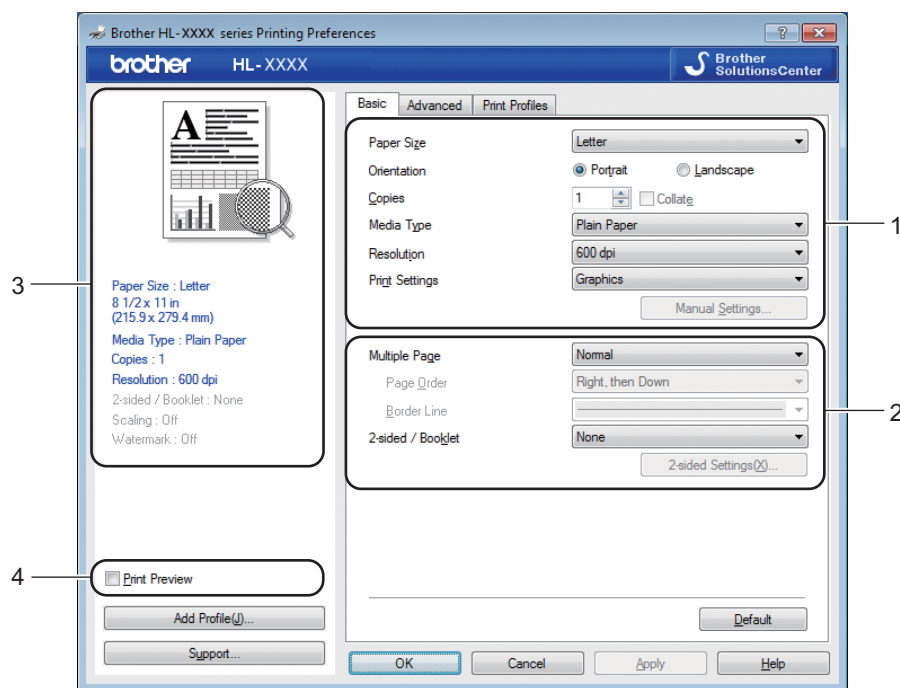 Brother HL-XXXX series Printing Preferences
brother HL-XXXX
Brother
SolutionsCenter
Basic Advanced Print Profiles
A
Paper Size : Letter
8 1/2 x 11 in
(215.9 x 279.4 mm)
Media Type : Plain Paper
Copies : 1
Resolution : 600 dpi
2-sided / Booklet : None
Scaling : Off
Watermark : Off
3
Paper Size Letter
Orientation Portrait Landscape
Copies 1 Collate
Media Type Plain Paper
Resolution 600 dpi
Print Settings Graphics
Manual Settings...
1
Multiple Page Normal
Page Order Right, then Down
Border Line
2-sided / Booklet None
2-sided Settings(X)...
2
4
Print Preview
Add Profile(J)...
Support...
Default
OK Cancel Apply Help